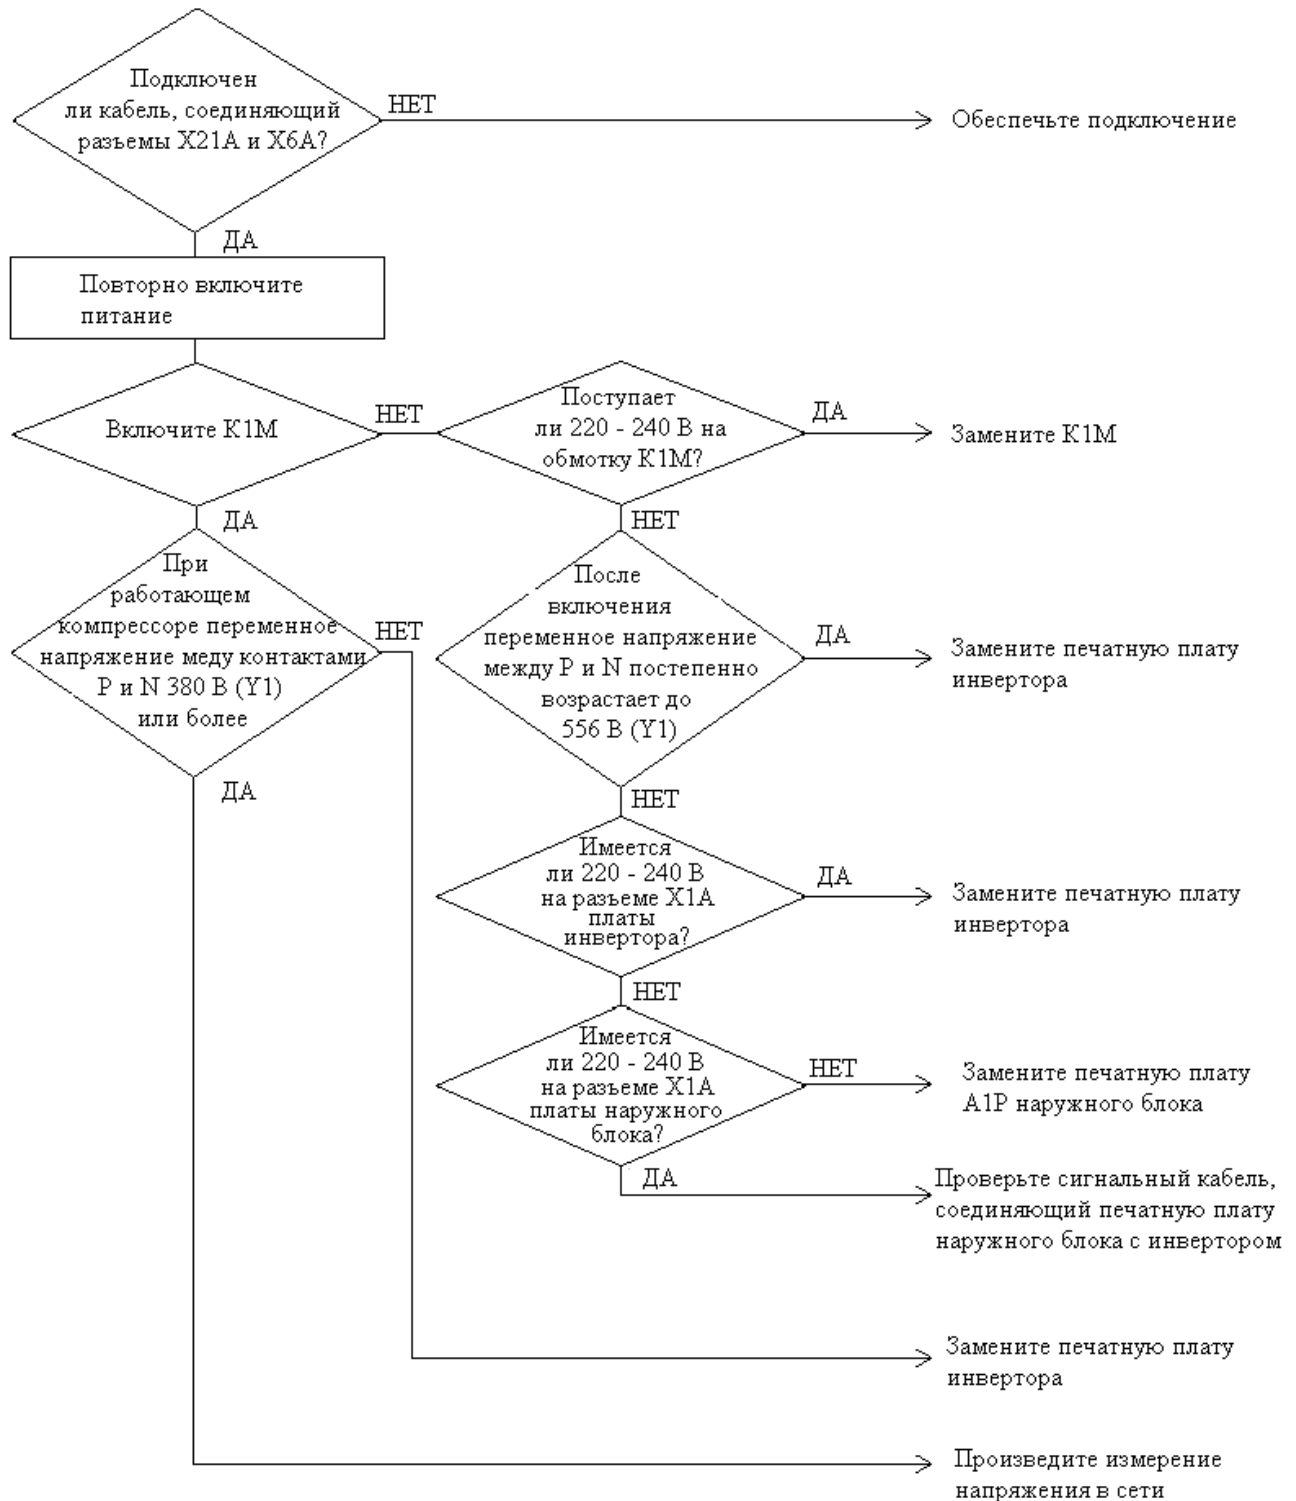 Подключен
ли кабель, соединяющий
разъемы X21A и X6A?
НЕТ
Обеспечьте подключение
ДА
Повторно включите
питание
Включите K1M
НЕТ
Поступает
ли 220 - 240 В на
обмотку K1M?
ДА
Замените K1M
ДА
НЕТ
При
работающем
компрессоре переменное
напряжение меду контактами
P и N 380 В (Y1)
или более
НЕТ
После
включения
переменное напряжение
между P и N постепенно
возрастает до
556 В (Y1)
ДА
Замените печатную плату
инвертора
ДА
НЕТ
Имеется
ли 220 - 240 В
на разъеме X1A
платы
инвертора?
ДА
Замените печатную плату
инвертора
НЕТ
Имеется
ли 220 - 240 В
на разъеме X1A
платы наружного
блока?
НЕТ
Замените печатную плату
A1P наружного блока
ДА
Проверьте сигнальный кабель,
соединяющий печатную плату
наружного блока с инвертором
Замените печатную плату
инвертора
Произведите измерение
напряжения в сети